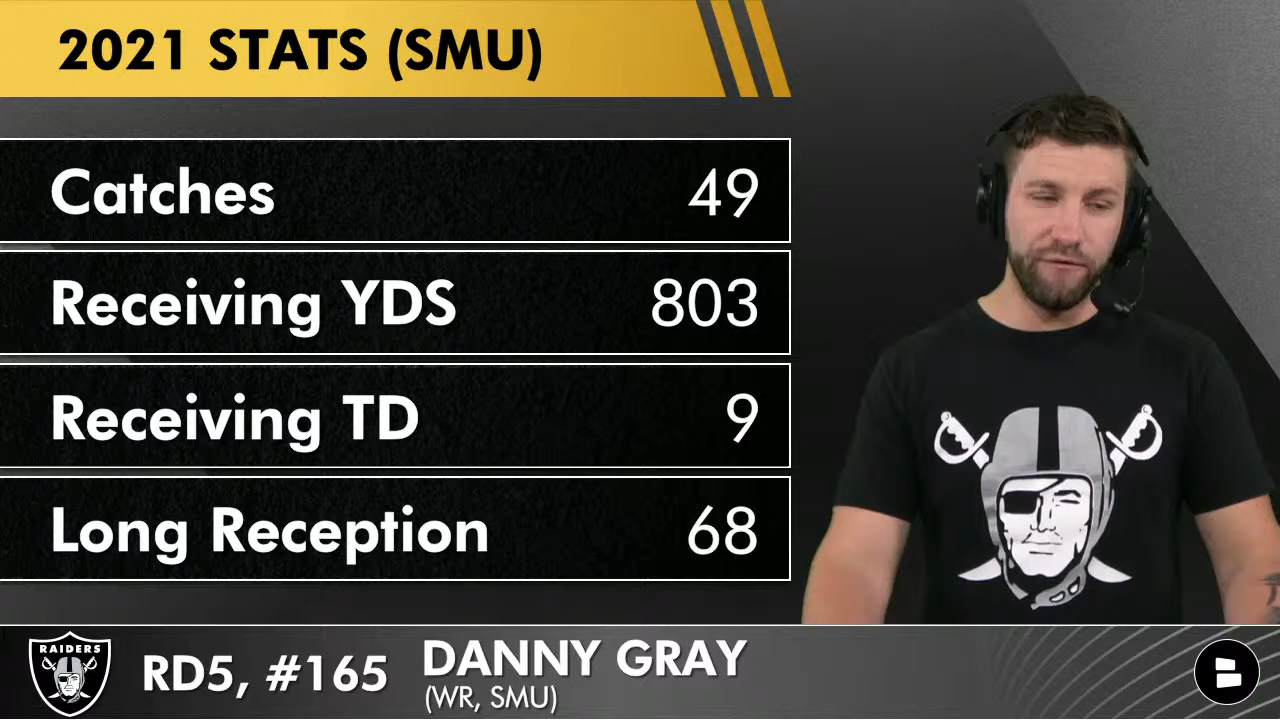 2021 STATS (SMU)
Catches 49
Receiving YDS 803
Receiving TD 9
Long Reception 68
RAIDERS
RD5, #165
DANNY GRAY
(WR, SMU)